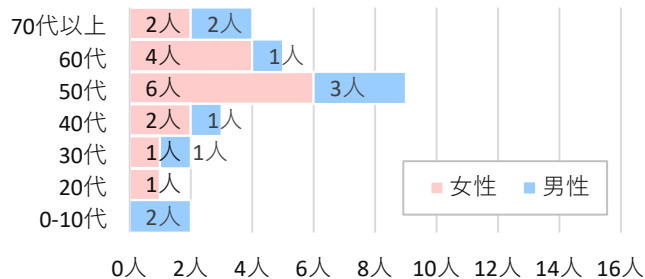 70代以上 2人 2人
60代 4人 1人
50代 6人 3人
40代 2人 1人
30代 1人 1人
20代 1人
0-10代 2人
女性 男性
0人 2人 4人 6人 8人 10人 12人 14人 16人